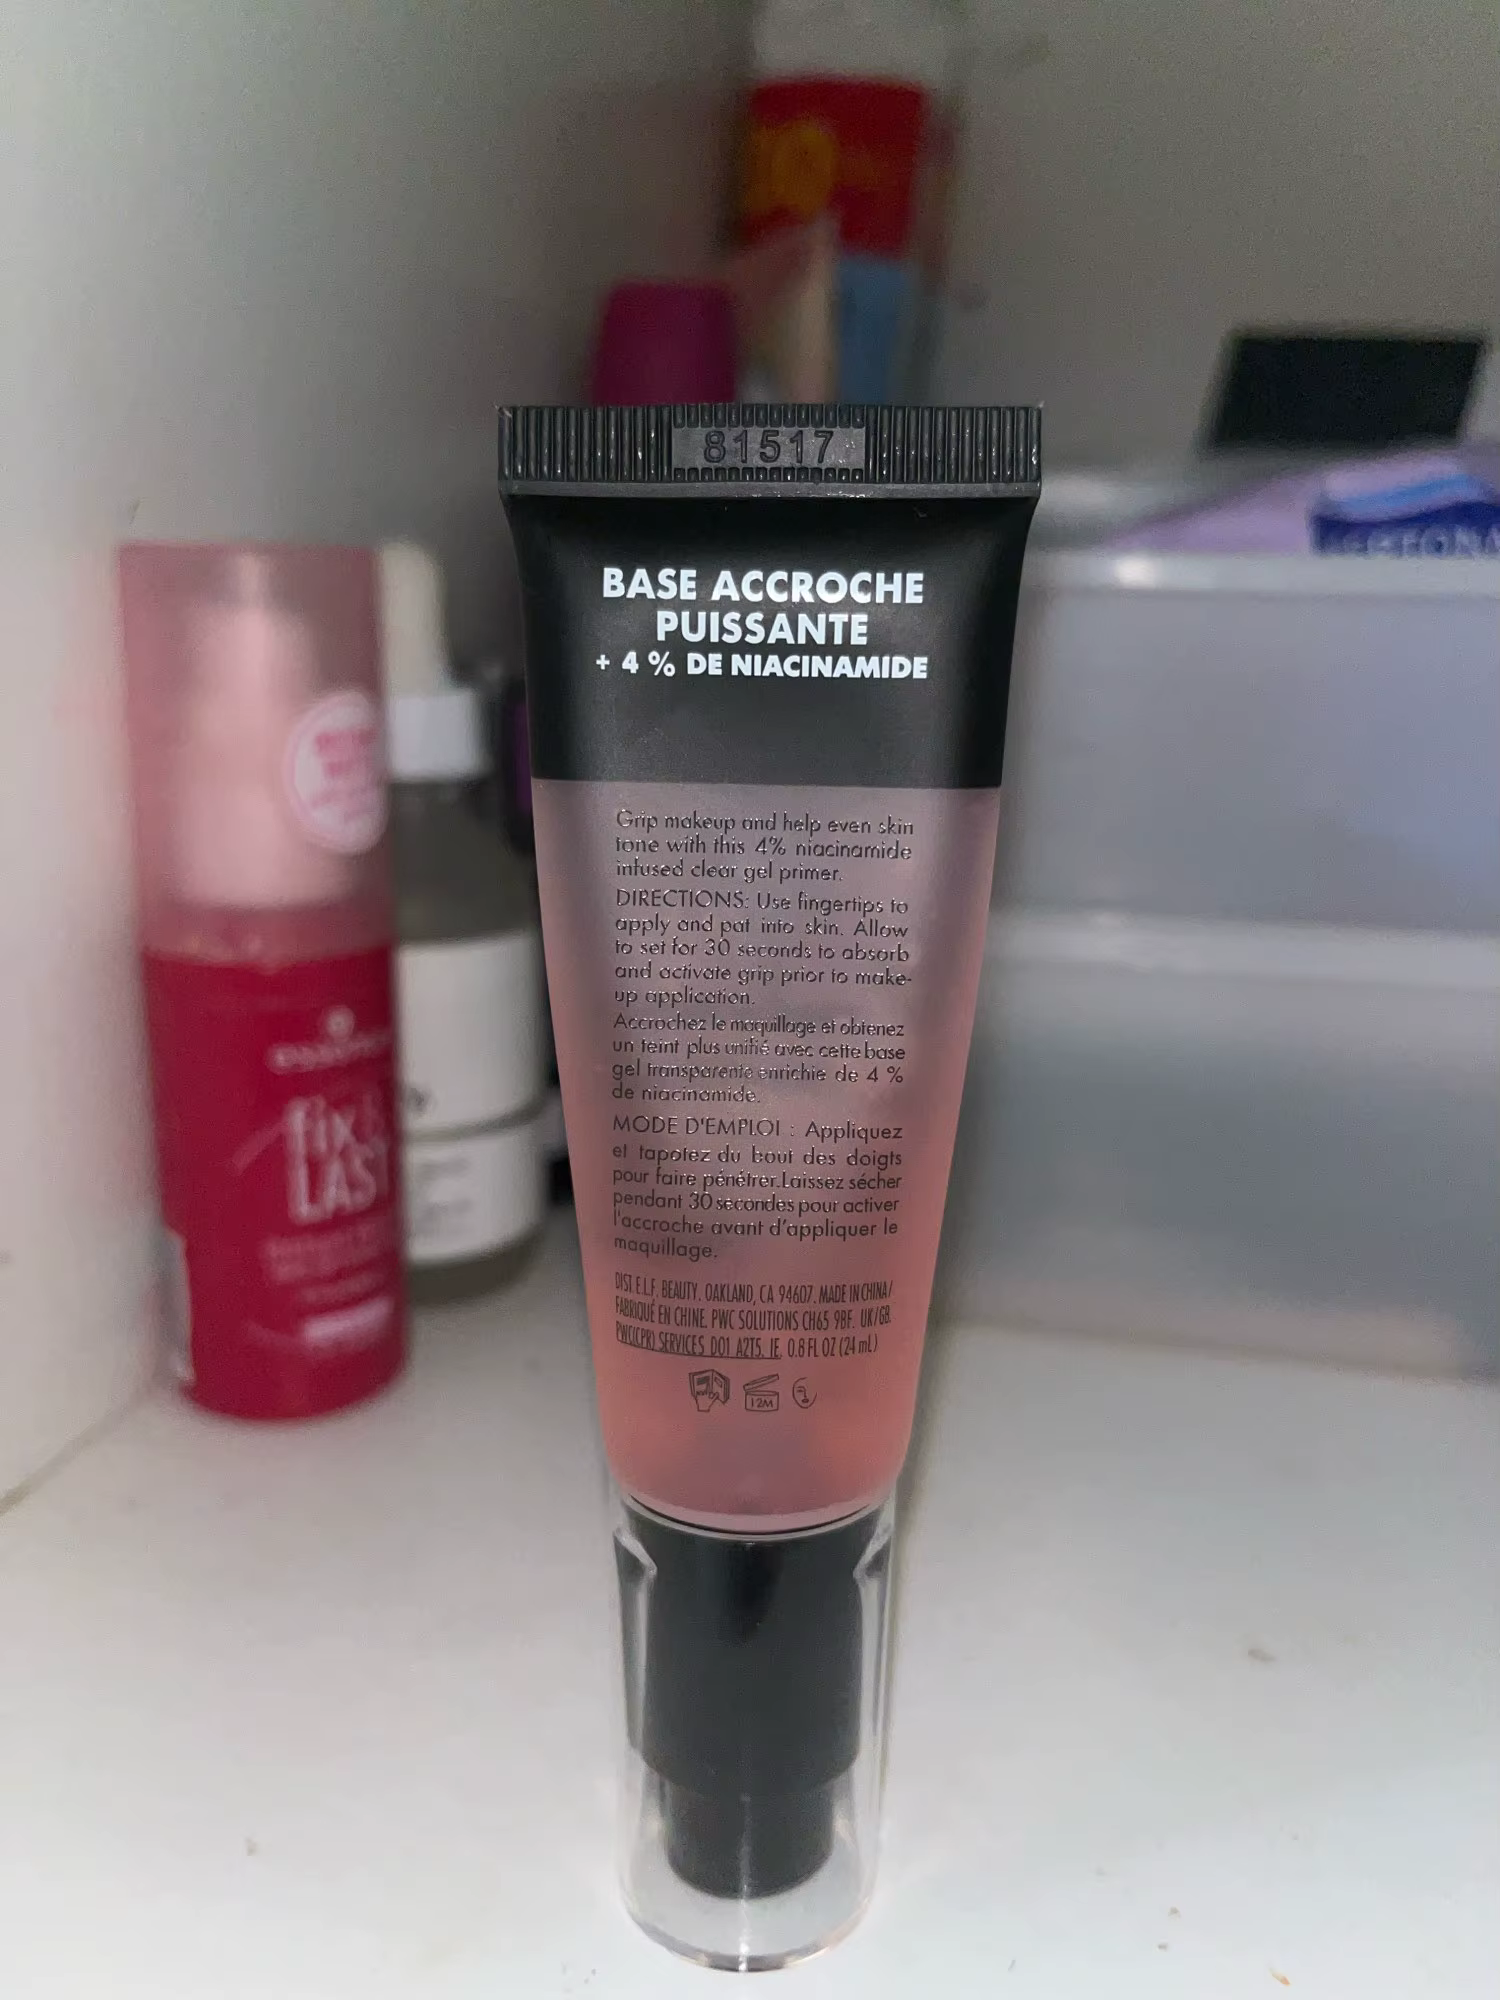 81517
BASE ACCROCHE
PUISSANTE
+ 4 % DE NIACINAMIDE
Grip makeup and help even skin
tone with this 4% niacinamide
infused clear gel primer.
DIRECTIONS: Use fingertips to
apply and pat into skin. Allow
to set for 30 seconds to absorb
and activate grip prior to make-
up application.
Accrochez le maquillage et obtenez
un teint plus unifié avec cette base
gel transparente enrichie de 4 %
de niacinamide.
MODE D'EMPLOI : Appliquez
et tapotez du bout des doigts
pour faire pénétrer.Laissez sécher
pendant 30 secondes pour activer
l'accroche avant d'appliquer le
maquillage.
DIST E.L.F. BEAUTY. OAKLAND, CA 94607. MADE IN CHINA/
FABRIQUÉ EN CHINE. PWC SOLUTIONS CH65 9BF. UK/GB.
PWC(CPR) SERVICES D01 A2T5. IE. 0.8 FL OZ (24 mL)
12M
fix
LAST